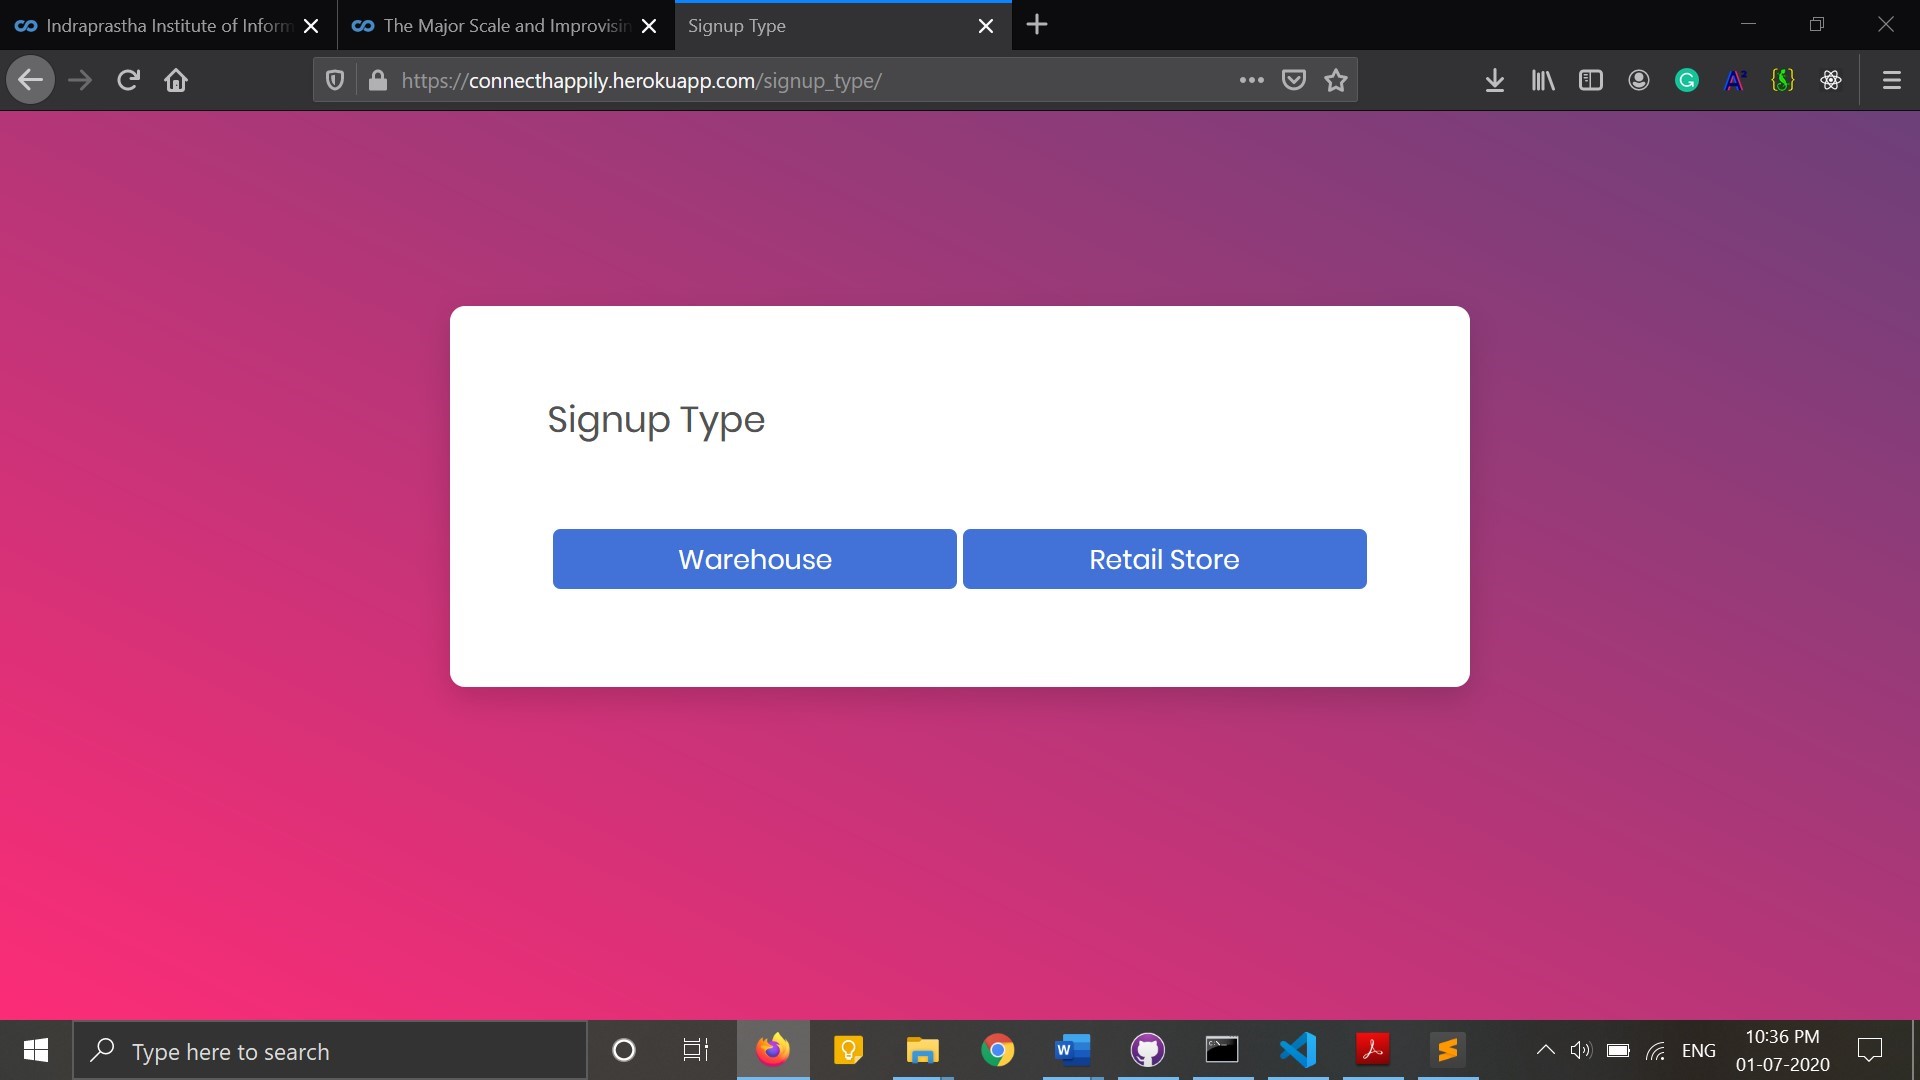 Indraprastha Institute of Inform
The Major Scale and Improvisin
Signup Type
https://connecthappily.herokuapp.com/signup_type/
Signup Type
Warehouse
Retail Store
Type here to search
ENG
10:36 PM
01-07-2020